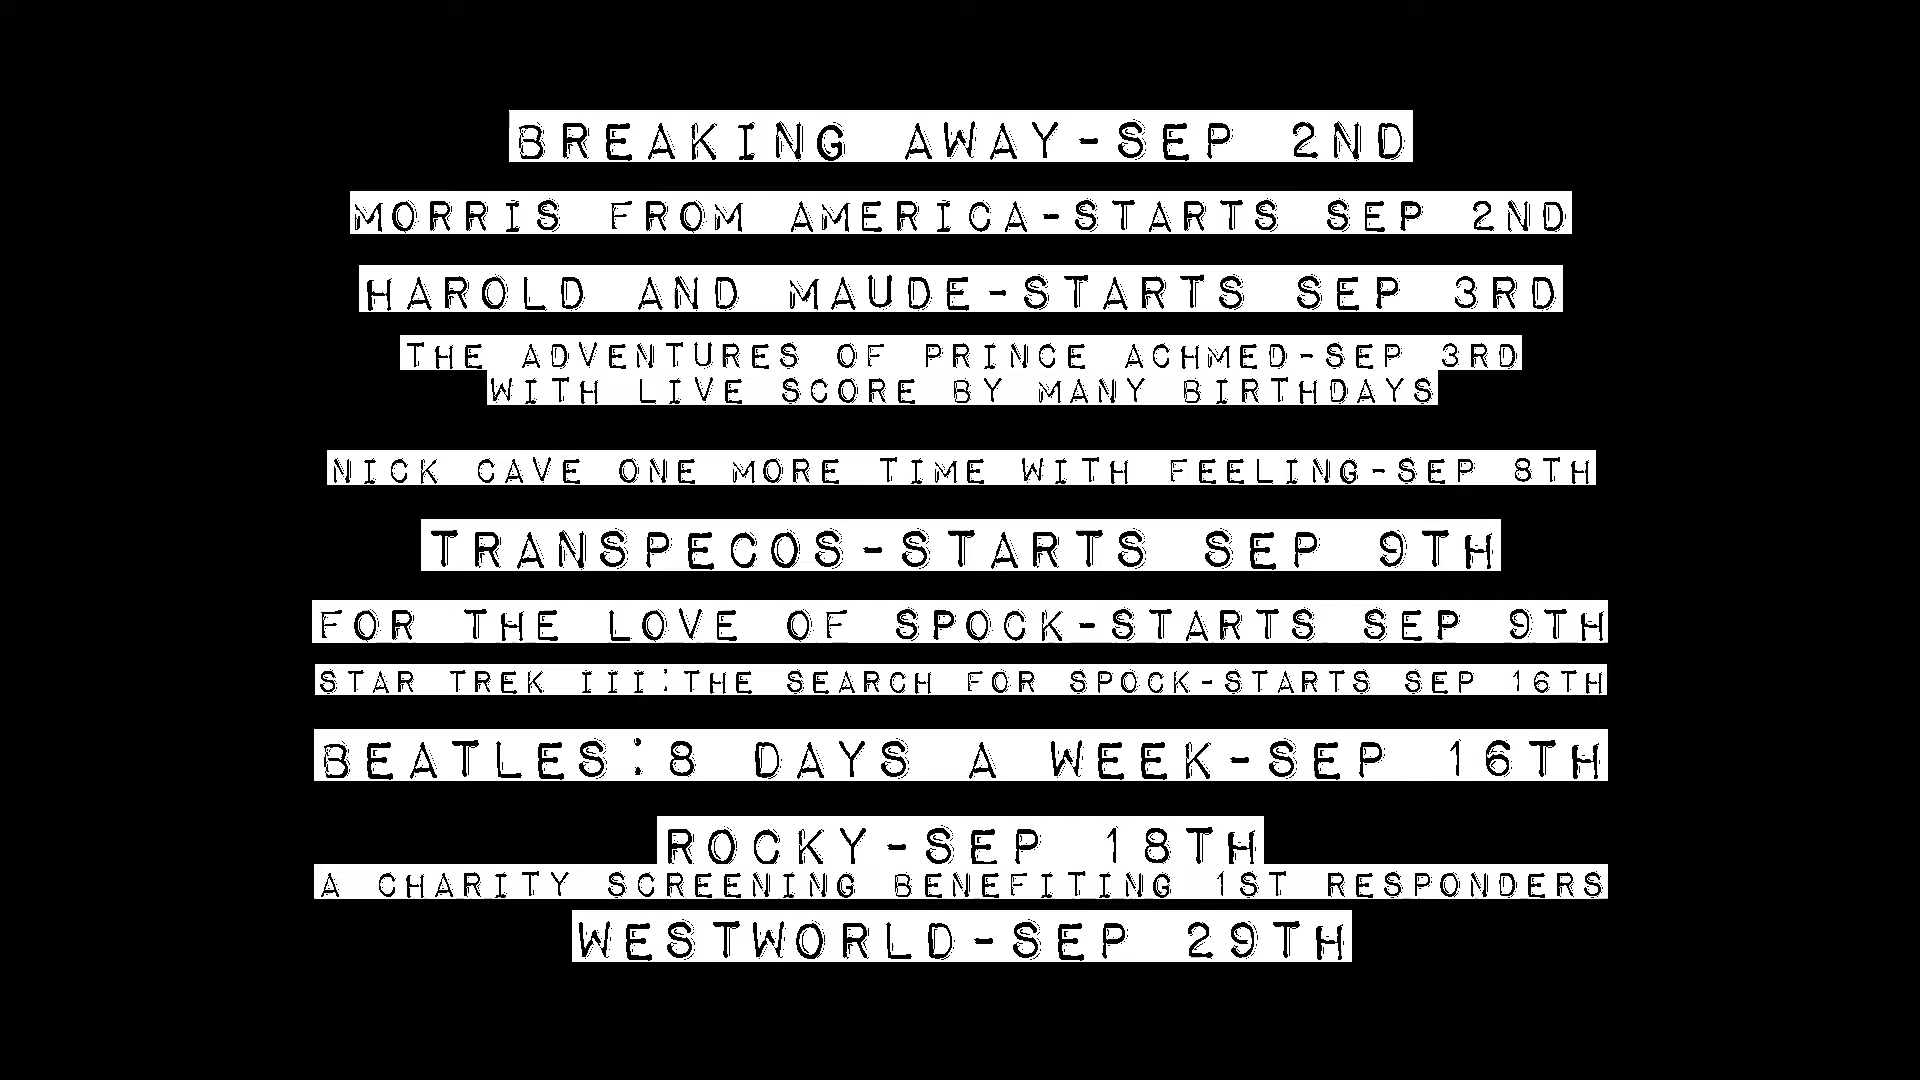 BREAKING AWAY-SEP 2ND
MORRIS FROM AMERICA-STARTS SEP 2ND
HAROLD AND MAUDE-STARTS SEP 3RD
THE ADVENTURES OF PRINCE ACHMED-SEP 3RD
WITH LIVE SCORE BY MANY BIRTHDAYS
NICK CAVE ONE MORE TIME WITH FEELING-SEP 8TH
TRANSPECOS-STARTS SEP 9TH
FOR THE LOVE OF SPOCK-STARTS SEP 9TH
STAR TREK III:THE SEARCH FOR SPOCK-STARTS SEP 16TH
BEATLES:8 DAYS A WEEK-SEP 16TH
ROCKY-SEP 18TH
A CHARITY SCREENING BENEFITING 1ST RESPONDERS
WESTWORLD-SEP 29TH